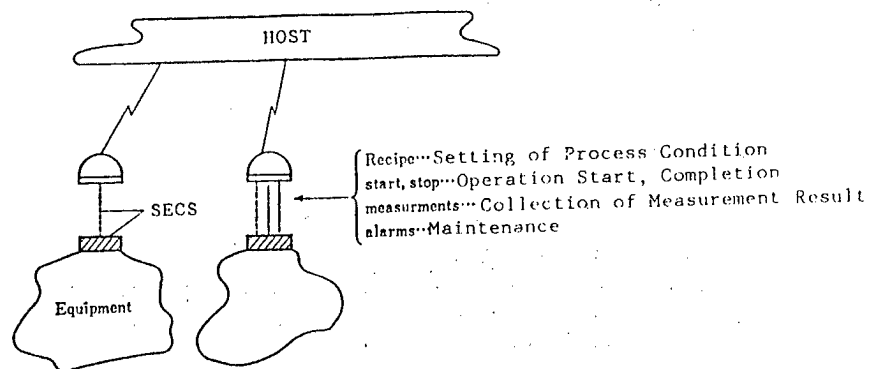 HOST
Recipe···Setting of Process Condition
start, stop···Operation Start, Completion
measurments···Collection of Measurement Result
alarms··Maintenance
SECS
Equipment